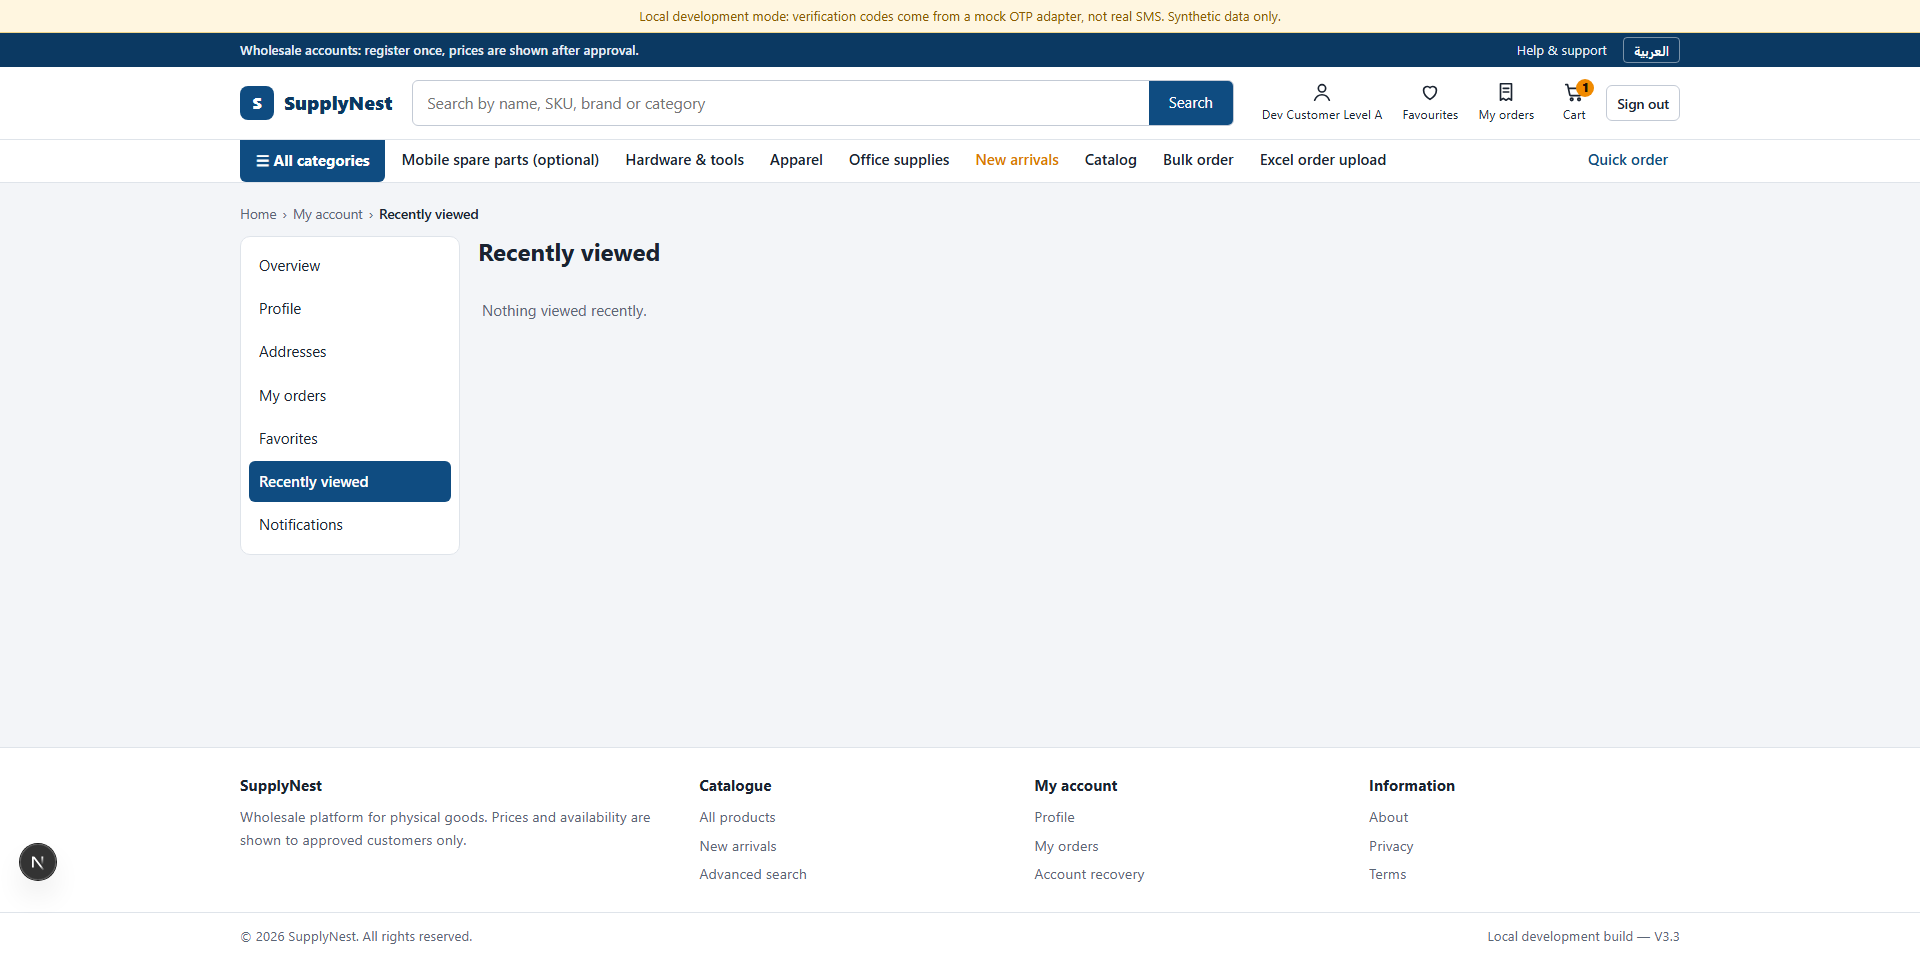 Local development mode: verification codes come from a mock OTP adapter, not real SMS. Synthetic data only.
Wholesale accounts: register once, prices are shown after approval.
Help & support
العربية
S
SupplyNest
Search by name, SKU, brand or category
Search
Dev Customer Level A
Favourites
My orders
1
Cart
Sign out
All categories
Mobile spare parts (optional)
Hardware & tools
Apparel
Office supplies
New arrivals
Catalog
Bulk order
Excel order upload
Quick order
Home › My account › Recently viewed
Overview
Profile
Addresses
My orders
Favorites
Recently viewed
Notifications
Recently viewed
Nothing viewed recently.
SupplyNest
Wholesale platform for physical goods. Prices and availability are
shown to approved customers only.
Catalogue
All products
New arrivals
Advanced search
My account
Profile
My orders
Account recovery
Information
About
Privacy
Terms
N
© 2026 SupplyNest. All rights reserved.
Local development build — V3.3